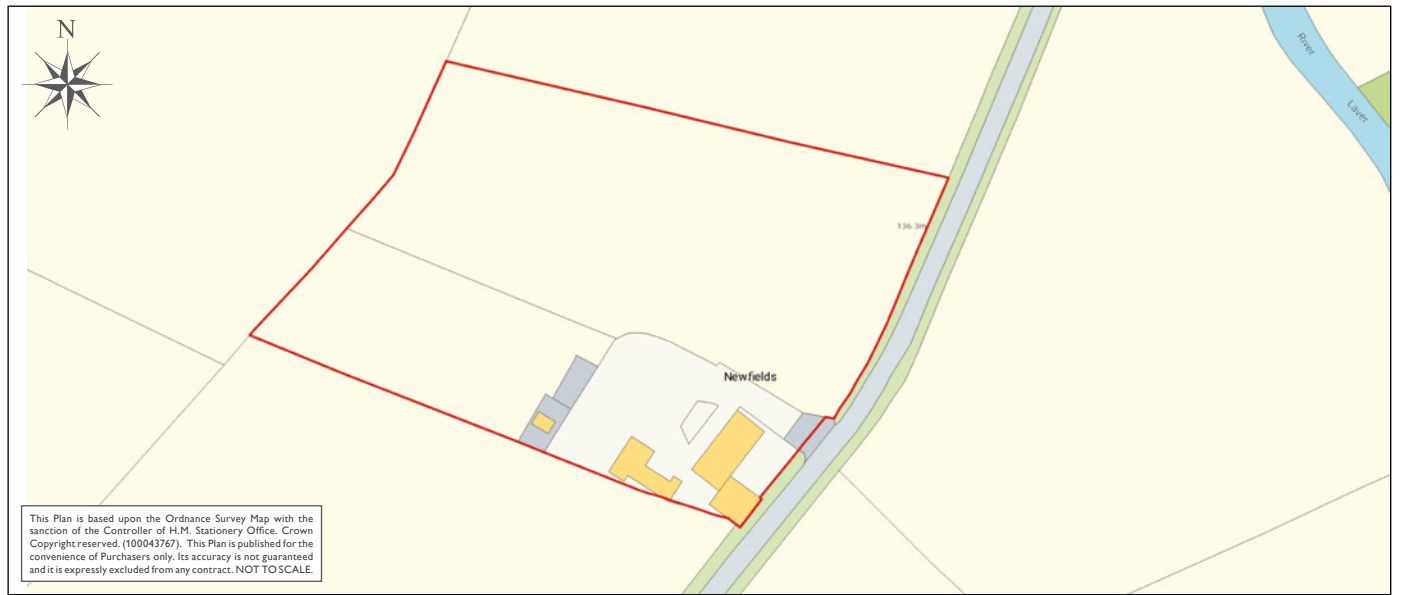 N
River
Laver
136.3m
Newfields
This Plan is based upon the Ordnance Survey Map with the
sanction of the Controller of H.M. Stationery Office. Crown
Copyright reserved. (100043767). This Plan is published for the
convenience of Purchasers only. Its accuracy is not guaranteed
and it is expressly excluded from any contract. NOT TO SCALE.